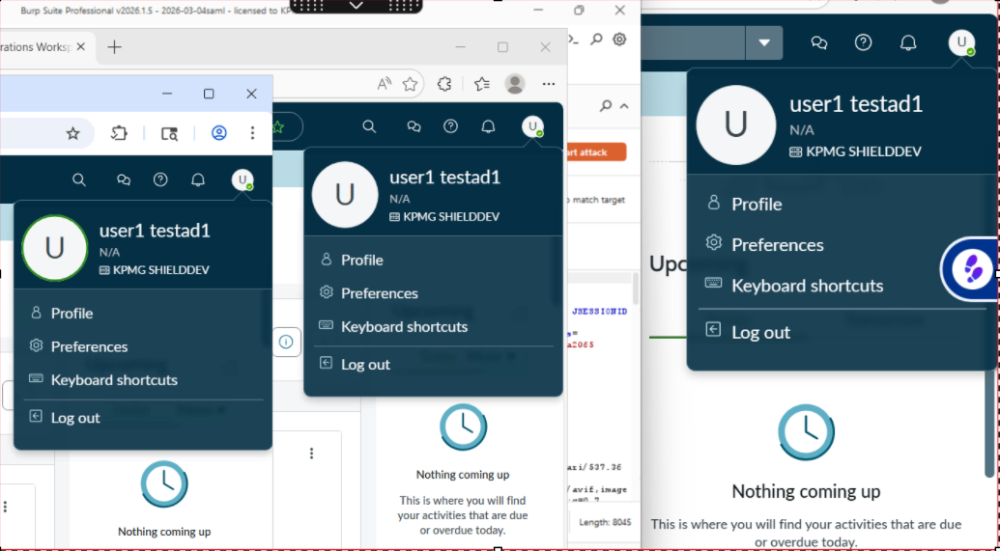 Burp Suite Professional v2026.1.5 - 2026-03-04saml - licensed to KP
rations Worksp
user1 testad1
N/A
KPMG SHIELDDEV
Profile
Preferences
Keyboard shortcuts
Log out
Nothing coming up
user1 testad1
N/A
KPMG SHIELDDEV
Profile
Preferences
Keyboard shortcuts
Log out
Nothing coming up
This is where you will find
your activities that are due
or overdue today.
rt attack
match target
JSESSIONID
=
a2065
ari/537.36
/avif,image
Length: 8045
U
user1 testad1
N/A
KPMG SHIELDDEV
Upcoming
Profile
Preferences
Keyboard shortcuts
Log out
Nothing coming up
This is where you will find your activities that are due
or overdue today.